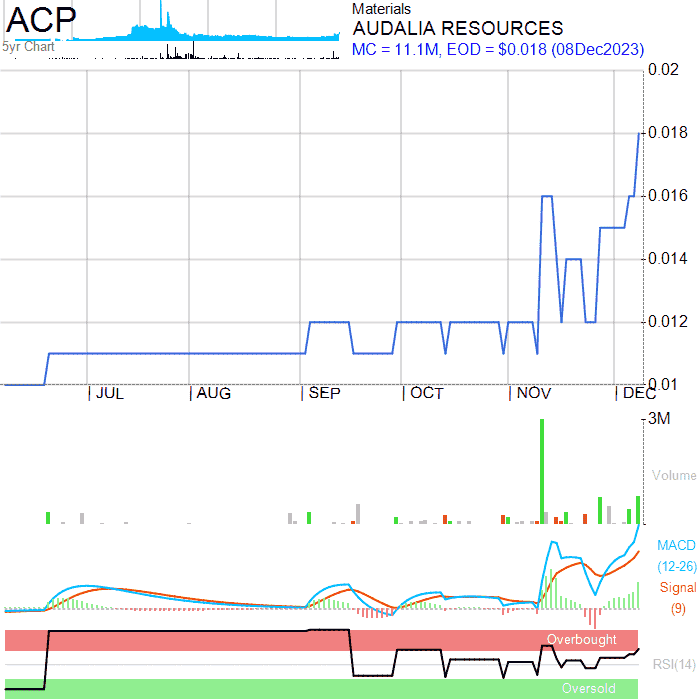 ACP
5yr Chart
Materials
AUDALIA RESOURCES
MC = 11.1M, EOD = $0.018 (08Dec2023)
0.02
0.018
0.016
0.014
0.012
0.01
JUL AUG SEP OCT NOV DEC
3M
Volume
MACD
(12-26)
Signal
(9)
Overbought
RSI(14)
Oversold